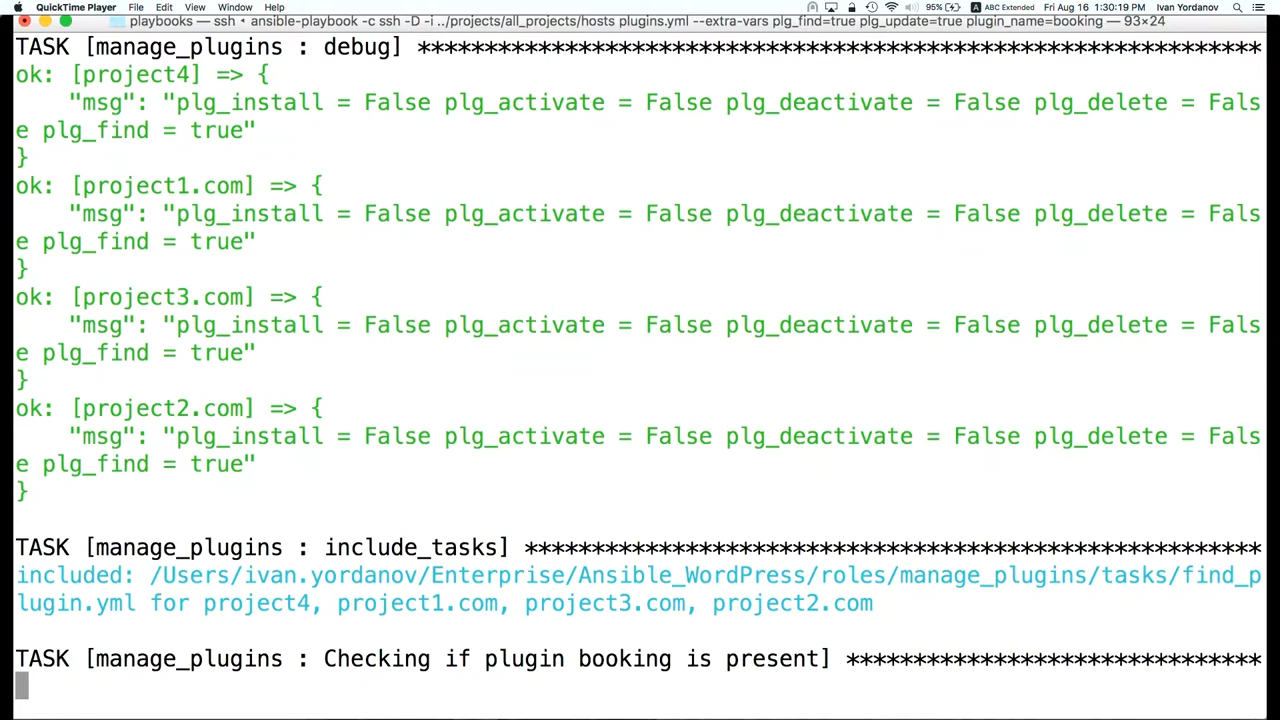 QuickTime Player File Edit View Window Help 95% ABC Extended Fri Aug 16 1:30:19 PM Ivan Yordanov
playbooks — ssh ◂ ansible-playbook -c ssh -D -i ../projects/all_projects/hosts plugins.yml --extra-vars plg_find=true plg_update=true plugin_name=booking — 93×24
TASK [manage_plugins : debug] ***************************************************************
ok: [project4] => {
    "msg": "plg_install = False plg_activate = False plg_deactivate = False plg_delete = Fals
e plg_find = true"
}
ok: [project1.com] => {
    "msg": "plg_install = False plg_activate = False plg_deactivate = False plg_delete = Fals
e plg_find = true"
}
ok: [project3.com] => {
    "msg": "plg_install = False plg_activate = False plg_deactivate = False plg_delete = Fals
e plg_find = true"
}
ok: [project2.com] => {
    "msg": "plg_install = False plg_activate = False plg_deactivate = False plg_delete = Fals
e plg_find = true"
}
TASK [manage_plugins : include_tasks] *******************************************************
included: /Users/ivan.yordanov/Enterprise/Ansible_WordPress/roles/manage_plugins/tasks/find_p
lugin.yml for project4, project1.com, project3.com, project2.com
TASK [manage_plugins : Checking if plugin booking is present] *******************************